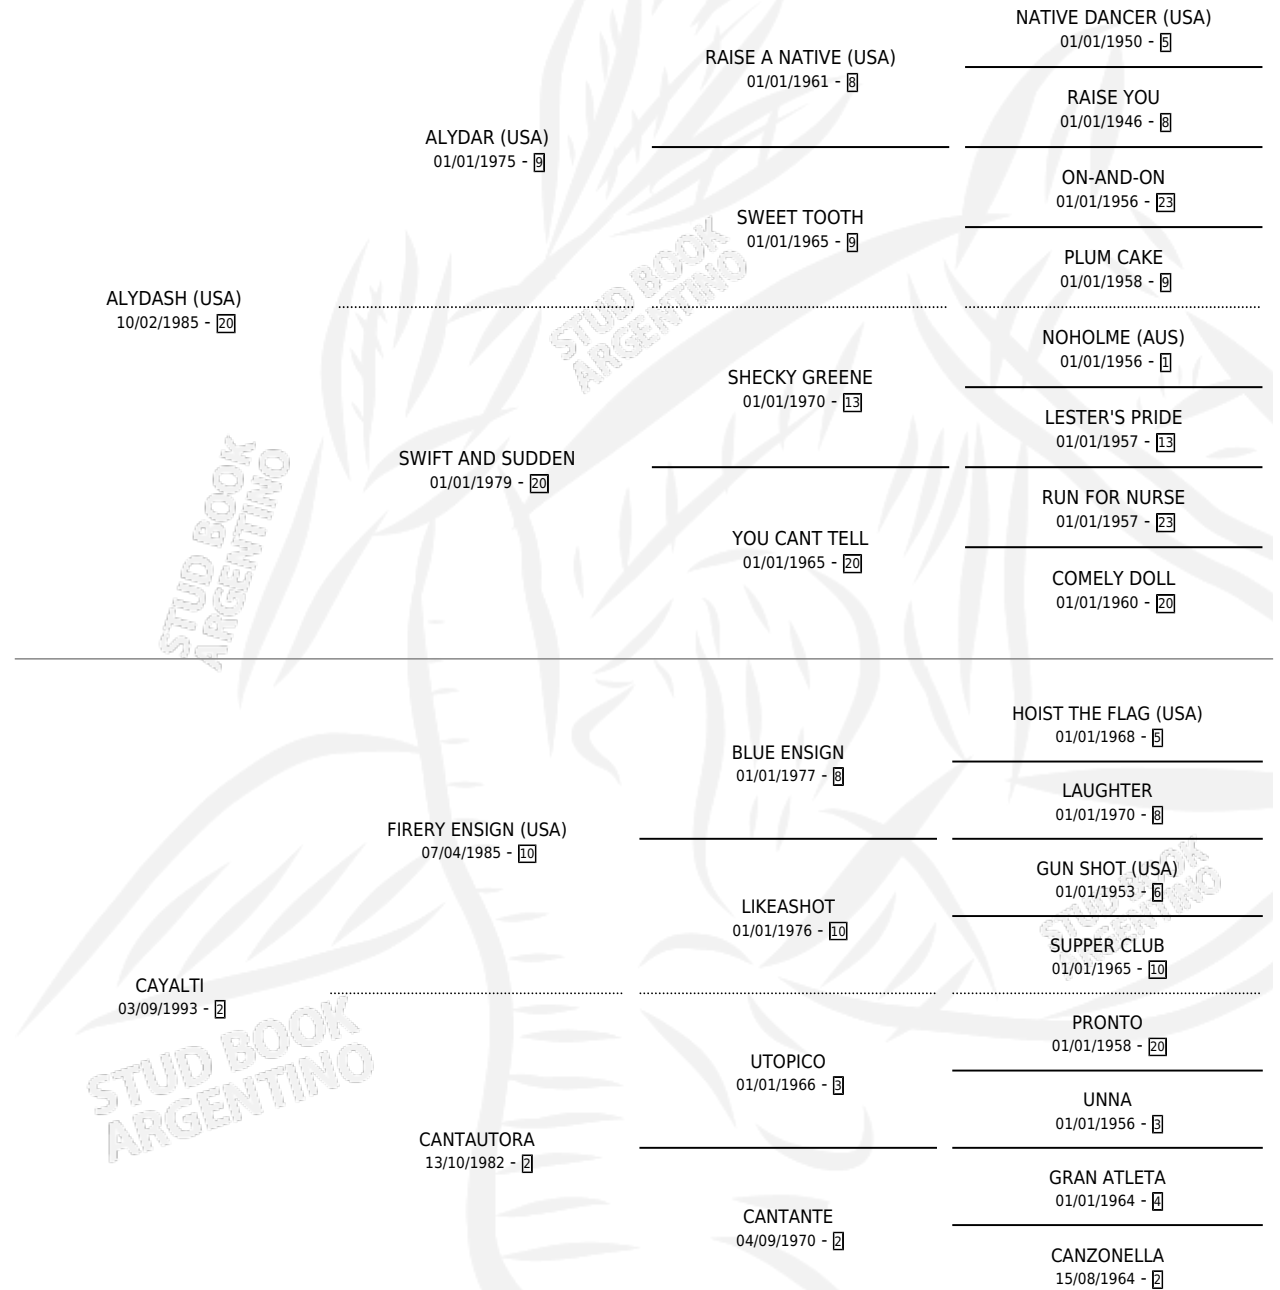 NATIVE DANCER (USA)
01/01/1950 - 5
RAISE A NATIVE (USA)
01/01/1961 - 8
RAISE YOU
01/01/1946 - 8
ALYDAR (USA)
01/01/1975 - 9
ON-AND-ON
01/01/1956 - 23
SWEET TOOTH
01/01/1965 - 9
PLUM CAKE
01/01/1958 - 9
STUD BOOK
ARGENTINO
ALYDASH (USA)
10/02/1985 - 20
NOHOLME (AUS)
01/01/1956 - 1
SHECKY GREENE
01/01/1970 - 13
LESTER'S PRIDE
01/01/1957 - 13
SWIFT AND SUDDEN
01/01/1979 - 20
RUN FOR NURSE
01/01/1957 - 23
YOU CANT TELL
01/01/1965 - 20
COMELY DOLL
01/01/1960 - 20
STUD BOOK
ARGENTINO
HOIST THE FLAG (USA)
01/01/1968 - 5
BLUE ENSIGN
01/01/1977 - 8
LAUGHTER
01/01/1970 - 8
FIRERY ENSIGN (USA)
07/04/1985 - 10
GUN SHOT (USA)
01/01/1953 - 6
LIKEASHOT
01/01/1976 - 10
SUPPER CLUB
01/01/1965 - 10
STUD BOOK
ARGENTINO
CAYALTI
03/09/1993 - 2
PRONTO
01/01/1958 - 20
UTOPICO
01/01/1966 - 3
UNNA
01/01/1956 - 3
STUD BOOK
ARGENTINO
CANTAUTORA
13/10/1982 - 2
GRAN ATLETA
01/01/1964 - 4
CANTANTE
04/09/1970 - 2
CANZONELLA
15/08/1964 - 2